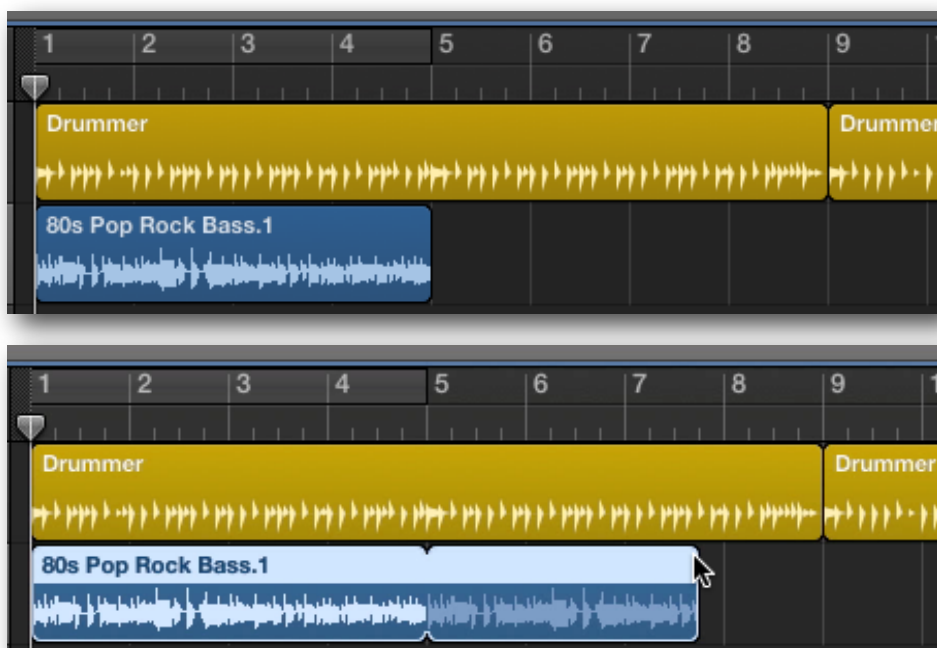 1 2 3 4 5 6 7 8 9
Drummer Drummer
80s Pop Rock Bass.1
1 2 3 4 5 6 7 8 9 1
Drummer Drummer
80s Pop Rock Bass.1